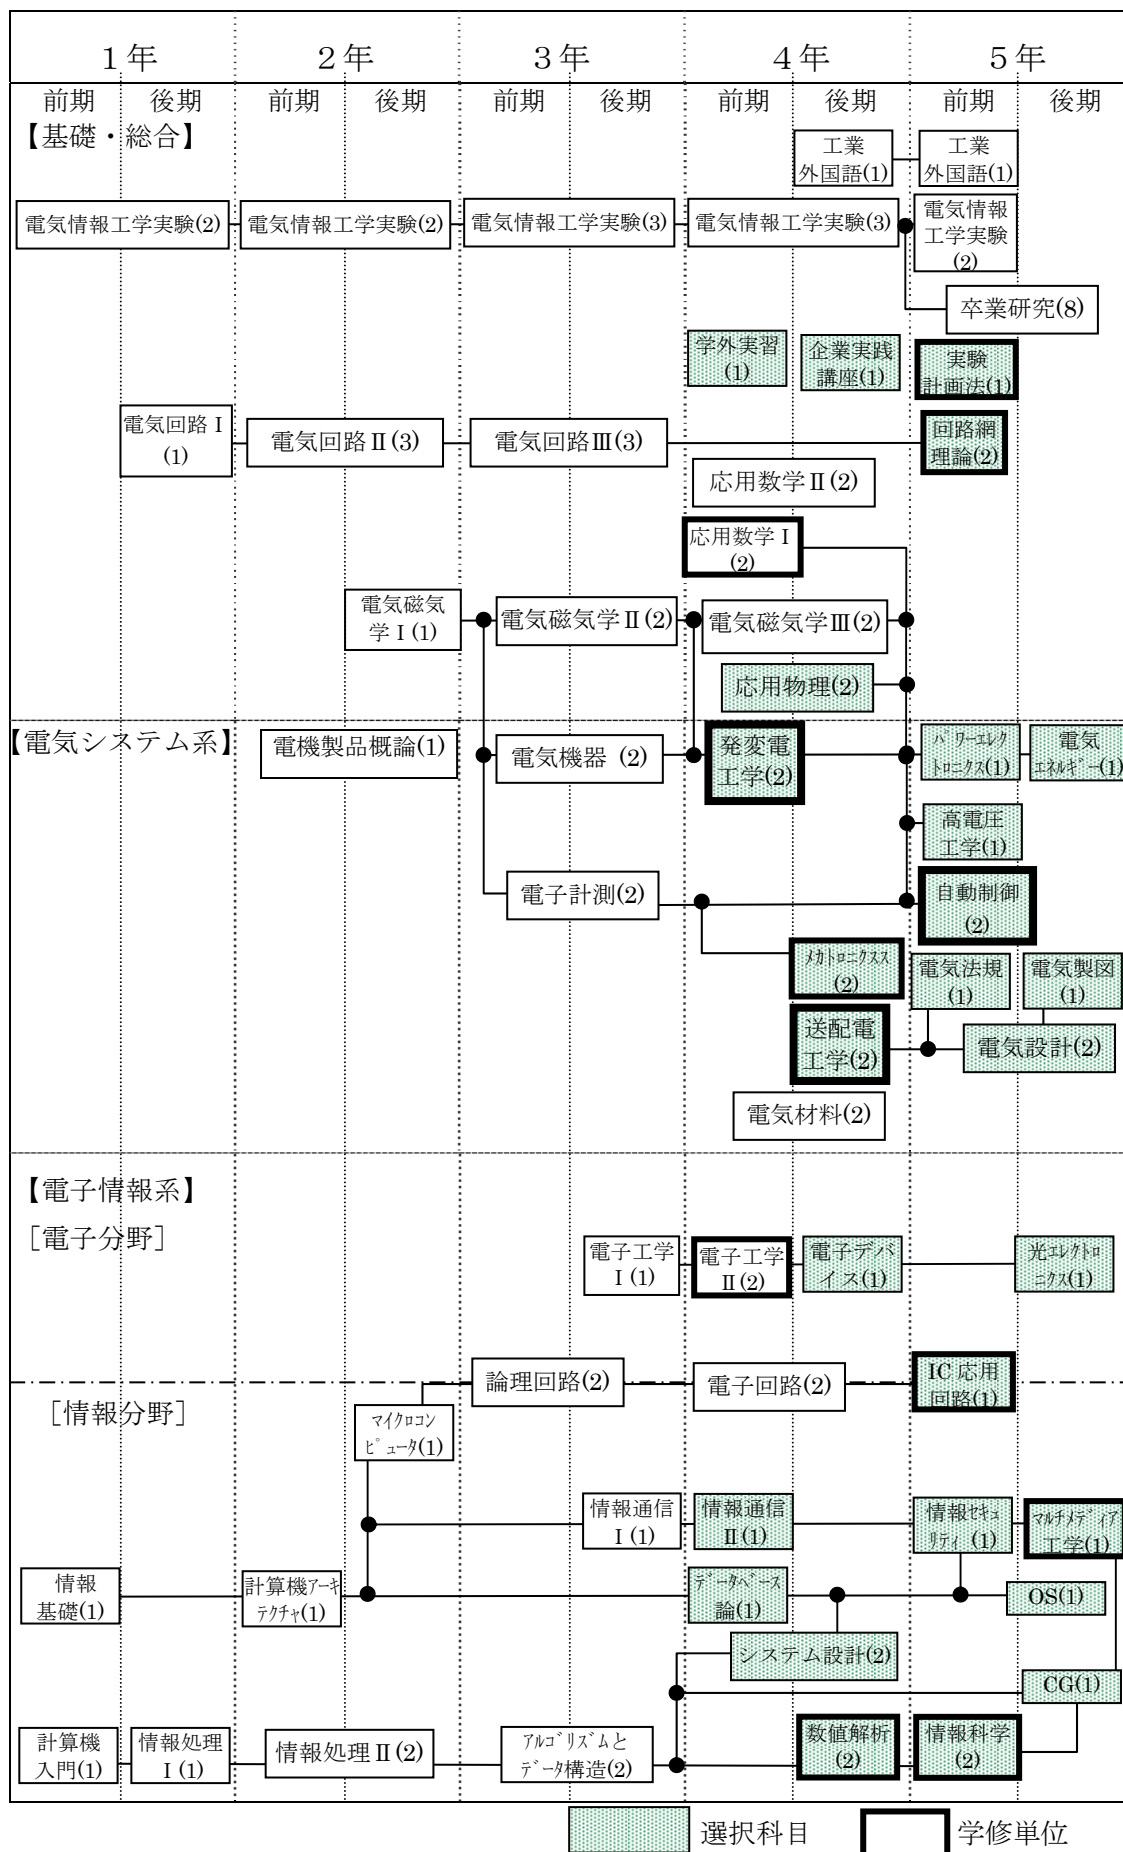 1年 2年 3年 4年 5年
前期 後期 前期 後期 前期 後期 前期 後期 前期 後期
【基礎・総合】
工業
外国語(1)
工業
外国語(1)
電気情報工学実験(2)
電気情報工学実験(2)
電気情報工学実験(3)
電気情報工学実験(3)
電気情報
工学実験
(2)
卒業研究(8)
学外実習
(1)
企業実践
講座(1)
実験
計画法(1)
電気回路Ⅰ
(1)
電気回路Ⅱ(3)
電気回路Ⅲ(3)
回路網
理論(2)
応用数学Ⅱ(2)
応用数学Ⅰ
(2)
電気磁気
学Ⅰ(1)
電気磁気学Ⅱ(2)
電気磁気学Ⅲ(2)
応用物理(2)
【電気システム系】
電機製品概論(1)
電気機器 (2)
発変電
工学(2)
パワーエレク
トロニクス(1)
電気
エネルギー(1)
高電圧
工学(1)
電子計測(2)
自動制御
(2)
メカトロニクスス
(2)
電気法規
(1)
電気製図
(1)
送配電
工学(2)
電気設計(2)
電気材料(2)
【電子情報系】
［電子分野］
電子工学
Ⅰ(1)
電子工学
Ⅱ(2)
電子デバ
イス(1)
光エレクトロ
ニクス(1)
論理回路(2)
電子回路(2)
IC 応用
回路(1)
［情報分野］
マイクロコン
ピュータ(1)
情報通信
Ⅰ(1)
情報通信
Ⅱ(1)
情報セキュ
リティ (1)
マルチメディア
工学(1)
情報
基礎(1)
計算機アーキ
テクチャ(1)
データベース
論(1)
OS(1)
システム設計(2)
CG(1)
計算機
入門(1)
情報処理
Ⅰ(1)
情報処理Ⅱ(2)
アルゴリズムと
データ構造(2)
数値解析
(2)
情報科学
(2)
選択科目
学修単位